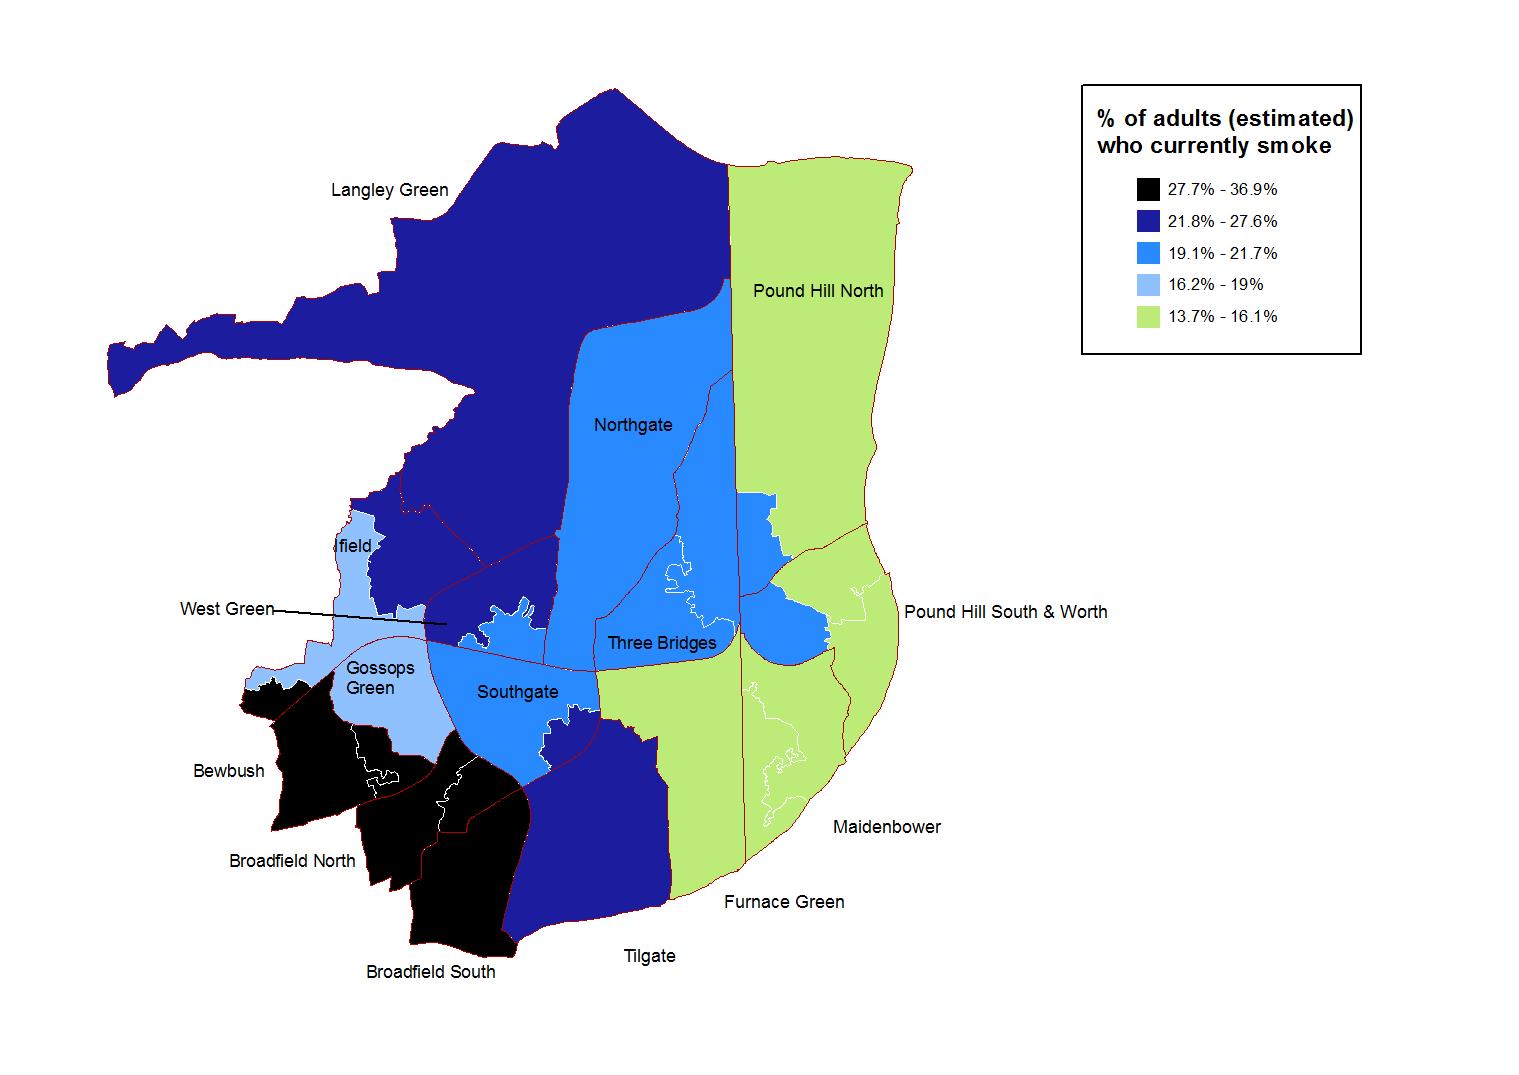 % of adults (estimated)
who currently smoke
27.7% - 36.9%
21.8% - 27.6%
19.1% - 21.7%
16.2% - 19%
13.7% - 16.1%
Langley Green
Pound Hill North
Northgate
Ifield
West Green
Pound Hill South & Worth
Three Bridges
Gossops
Green
Southgate
Bewbush
Maidenbower
Broadfield North
Furnace Green
Tilgate
Broadfield South